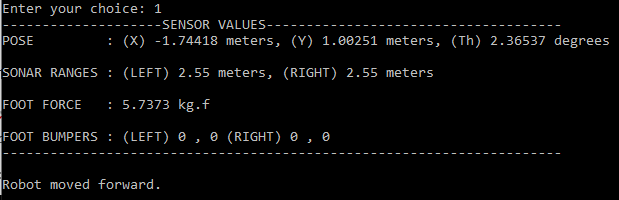 Enter your choice: 1
--------------------SENSOR VALUES-------------------------------------
POSE         : (X) -1.74418 meters, (Y) 1.00251 meters, (Th) 2.36537 degrees
SONAR RANGES : (LEFT) 2.55 meters, (RIGHT) 2.55 meters
FOOT FORCE   : 5.7373 kg.f
FOOT BUMPERS : (LEFT) 0 , 0 (RIGHT) 0 , 0
----------------------------------------------------------------------
Robot moved forward.